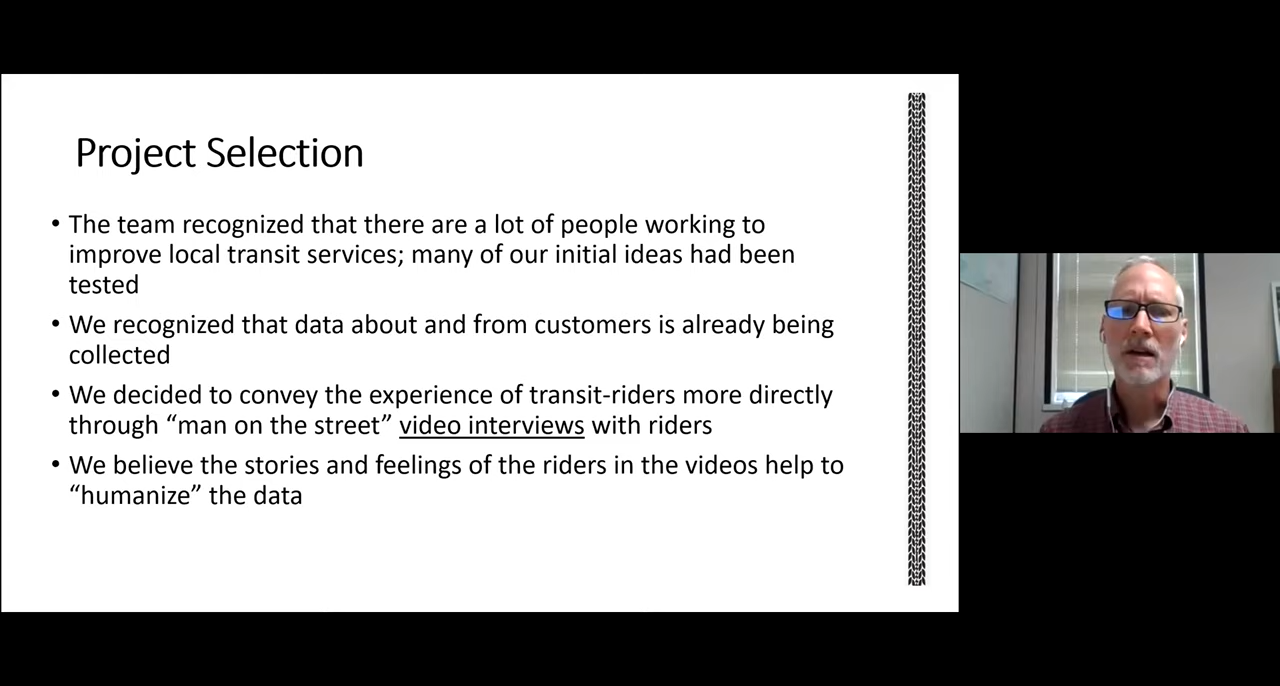 Project Selection
• The team recognized that there are a lot of people working to
improve local transit services; many of our initial ideas had been
tested
• We recognized that data about and from customers is already being
collected
• We decided to convey the experience of transit-riders more directly
through “man on the street” video interviews with riders
• We believe the stories and feelings of the riders in the videos help to
“humanize” the data